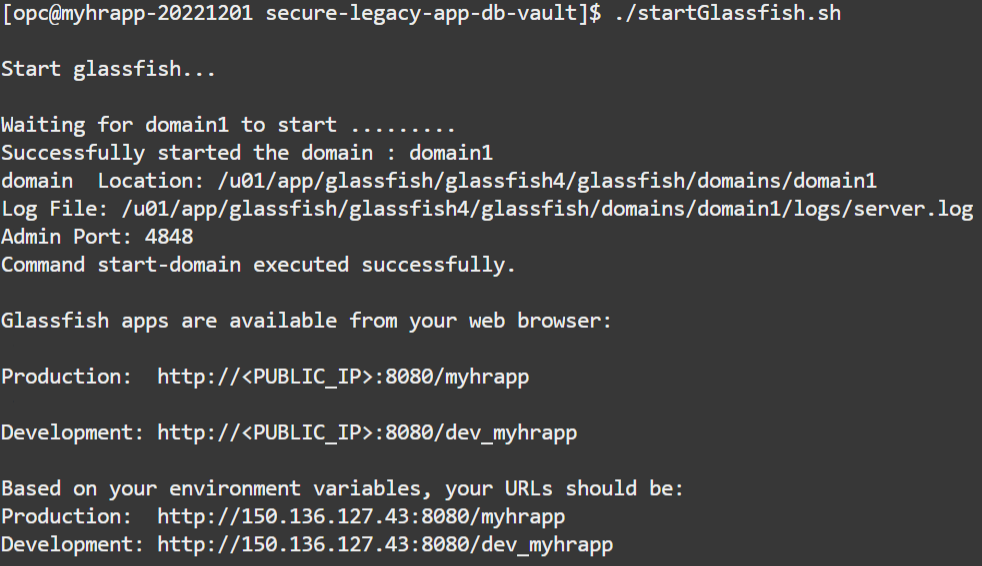 [opc@myhrapp-20221201 secure-legacy-app-db-vault]$ ./startGlassfish.sh
Start glassfish...
Waiting for domain1 to start .........
Successfully started the domain : domain1
domain  Location: /u01/app/glassfish/glassfish4/glassfish/domains/domain1
Log File: /u01/app/glassfish/glassfish4/glassfish/domains/domain1/logs/server.log
Admin Port: 4848
Command start-domain executed successfully.
Glassfish apps are available from your web browser:
Production:  http://<PUBLIC_IP>:8080/myhrapp
Development: http://<PUBLIC_IP>:8080/dev_myhrapp
Based on your environment variables, your URLs should be:
Production:  http://150.136.127.43:8080/myhrapp
Development: http://150.136.127.43:8080/dev_myhrapp